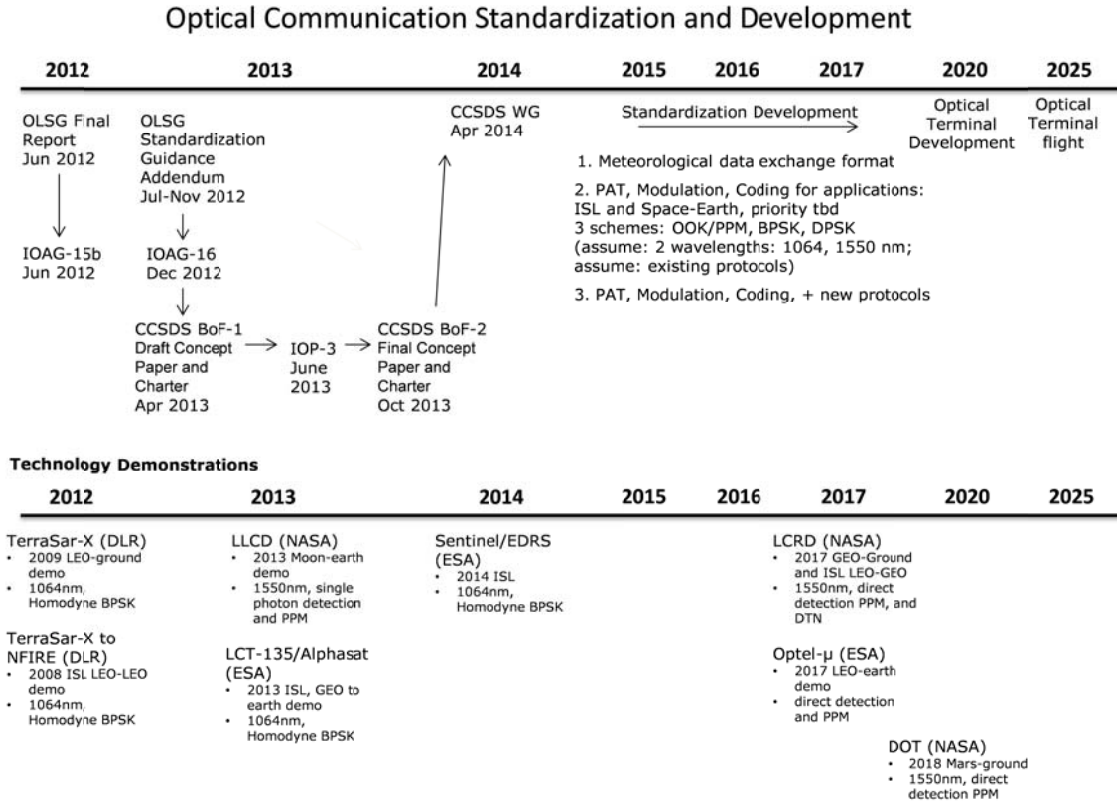 Optical Communication Standardization and Development
2012 2013 2014 2015 2016 2017 2020 2025
OLSG Final
Report
Jun 2012
IOAG-15b
Jun 2012
OLSG
Standardization
Guidance
Addendum
Jul-Nov 2012
IOAG-16
Dec 2012
CCSDS BoF-1
Draft Concept
Paper and
Charter
Apr 2013
IOP-3
June
2013
CCSDS BoF-2
Final Concept
Paper and
Charter
Oct 2013
CCSDS WG
Apr 2014
Standardization Development
1. Meteorological data exchange format
2. PAT, Modulation, Coding for applications:
ISL and Space-Earth, priority tbd
3 schemes: OOK/PPM, BPSK, DPSK
(assume: 2 wavelengths: 1064, 1550 nm;
assume: existing protocols)
3. PAT, Modulation, Coding, + new protocols
Optical
Terminal
Development
Optical
Terminal
flight
Technology Demonstrations
2012 2013 2014 2015 2016 2017 2020 2025
TerraSar-X (DLR)
• 2009 LEO-ground
demo
• 1064nm,
Homodyne BPSK
TerraSar-X to
NFIRE (DLR)
• 2008 ISL LEO-LEO
demo
• 1064nm,
Homodyne BPSK
LLCD (NASA)
• 2013 Moon-earth
demo
• 1550nm, single
photon detection
and PPM
LCT-135/Alphasat
(ESA)
• 2013 ISL, GEO to
earth demo
• 1064nm,
Homodyne BPSK
Sentinel/EDRS
(ESA)
• 2014 ISL
• 1064nm,
Homodyne BPSK
LCRD (NASA)
• 2017 GEO-Ground
and ISL LEO-GEO
• 1550nm, direct
detection PPM, and
DTN
Optel-µ (ESA)
• 2017 LEO-earth
demo
• direct detection
and PPM
DOT (NASA)
• 2018 Mars-ground
• 1550nm, direct
detection PPM